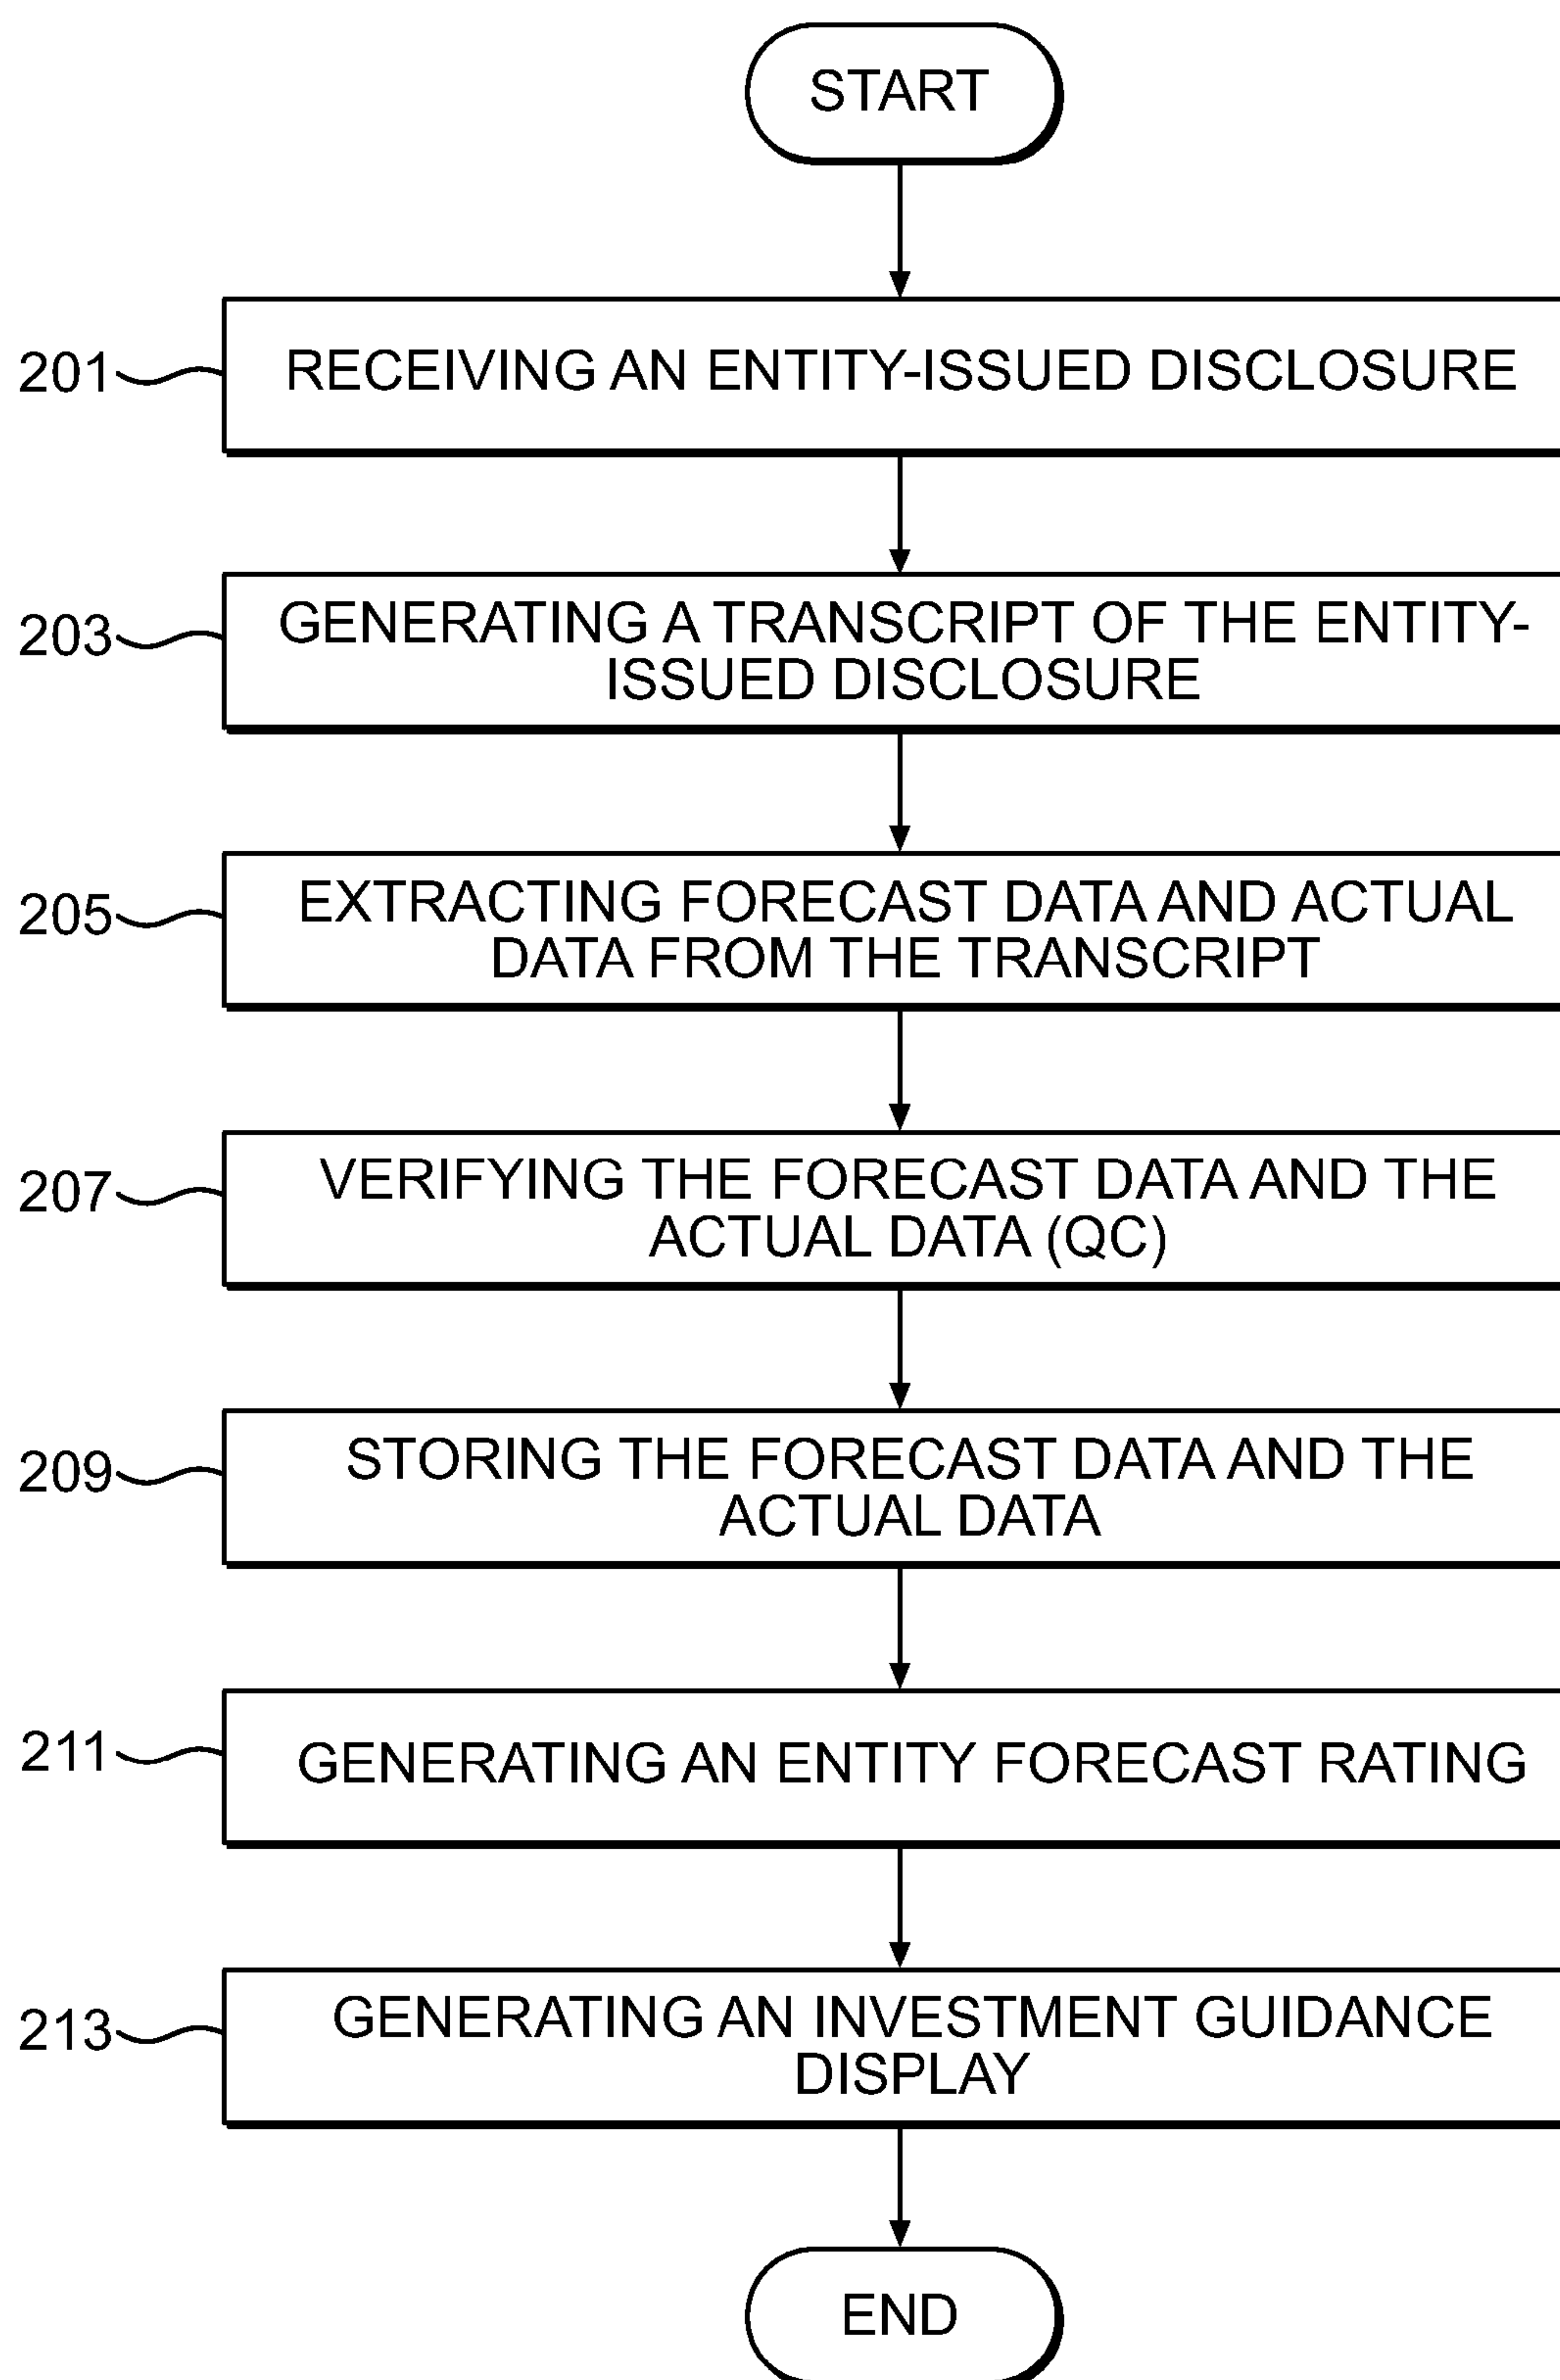 START
201
RECEIVING AN ENTITY-ISSUED DISCLOSURE
203
GENERATING A TRANSCRIPT OF THE ENTITY-
ISSUED DISCLOSURE
205
EXTRACTING FORECAST DATA AND ACTUAL
DATA FROM THE TRANSCRIPT
207
VERIFYING THE FORECAST DATA AND THE
ACTUAL DATA (QC)
209
STORING THE FORECAST DATA AND THE
ACTUAL DATA
211
GENERATING AN ENTITY FORECAST RATING
213
GENERATING AN INVESTMENT GUIDANCE
DISPLAY
END